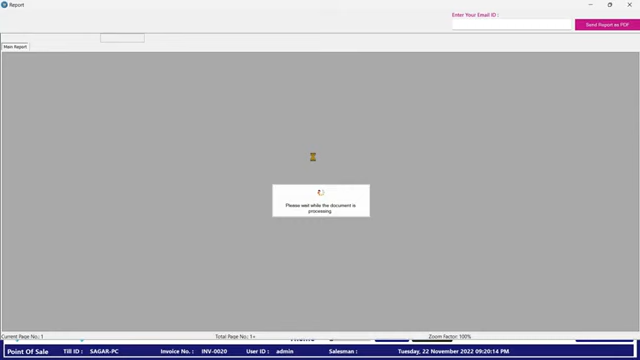 Report
Enter Your Email ID :
Send Report as PDF
Main Report
Please wait while the document is
processing
Current Page No.: 1 Total Page No.: 1+ Zoom Factor: 100%
Point Of Sale Till ID : SAGAR-PC Invoice No. : INV-0020 User ID : admin Salesman : Tuesday, 22 November 2022 09:20:14 PM